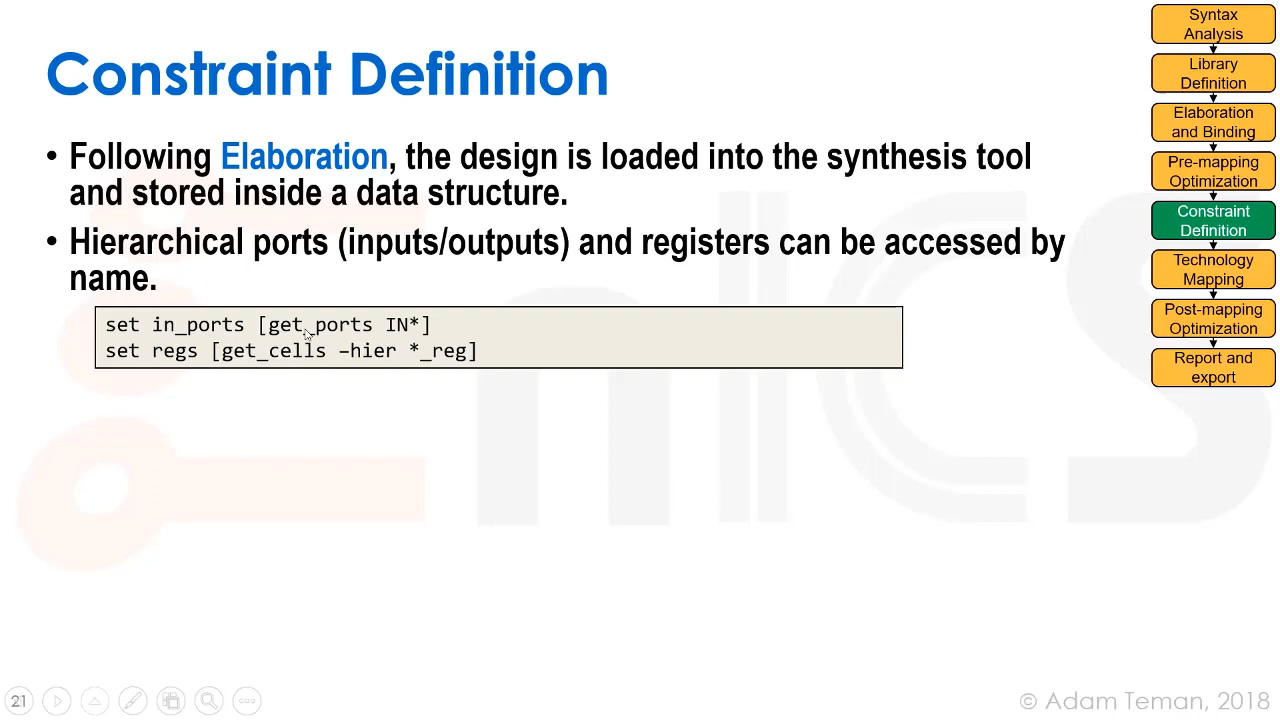 Constraint Definition
• Following Elaboration, the design is loaded into the synthesis tool
and stored inside a data structure.
• Hierarchical ports (inputs/outputs) and registers can be accessed by
name.
set in_ports [get_ports IN*]
set regs [get_cells –hier *_reg]
Syntax
Analysis
Library
Definition
Elaboration
and Binding
Pre-mapping
Optimization
Constraint
Definition
Technology
Mapping
Post-mapping
Optimization
Report and
export
nICS
21
© Adam Teman, 2018